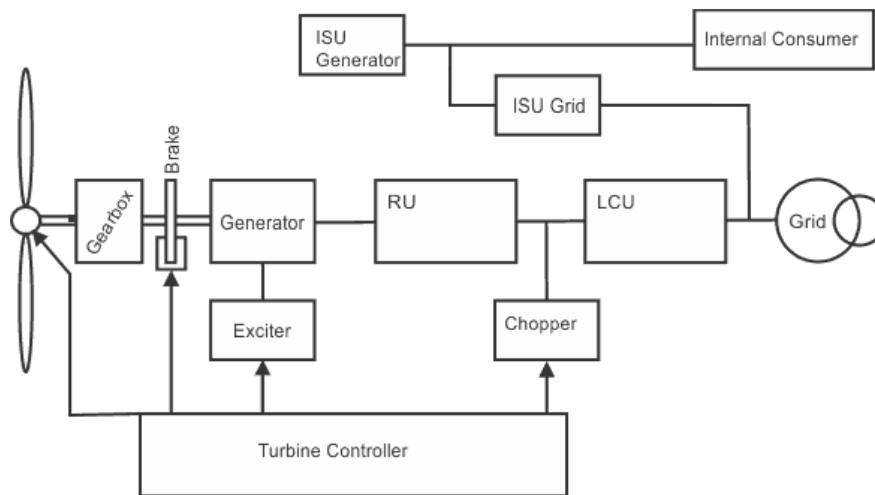 ISU
Generator
Internal Consumer
ISU Grid
Brake
Gearbox
Generator
RU
LCU
Grid
Exciter
Chopper
Turbine Controller